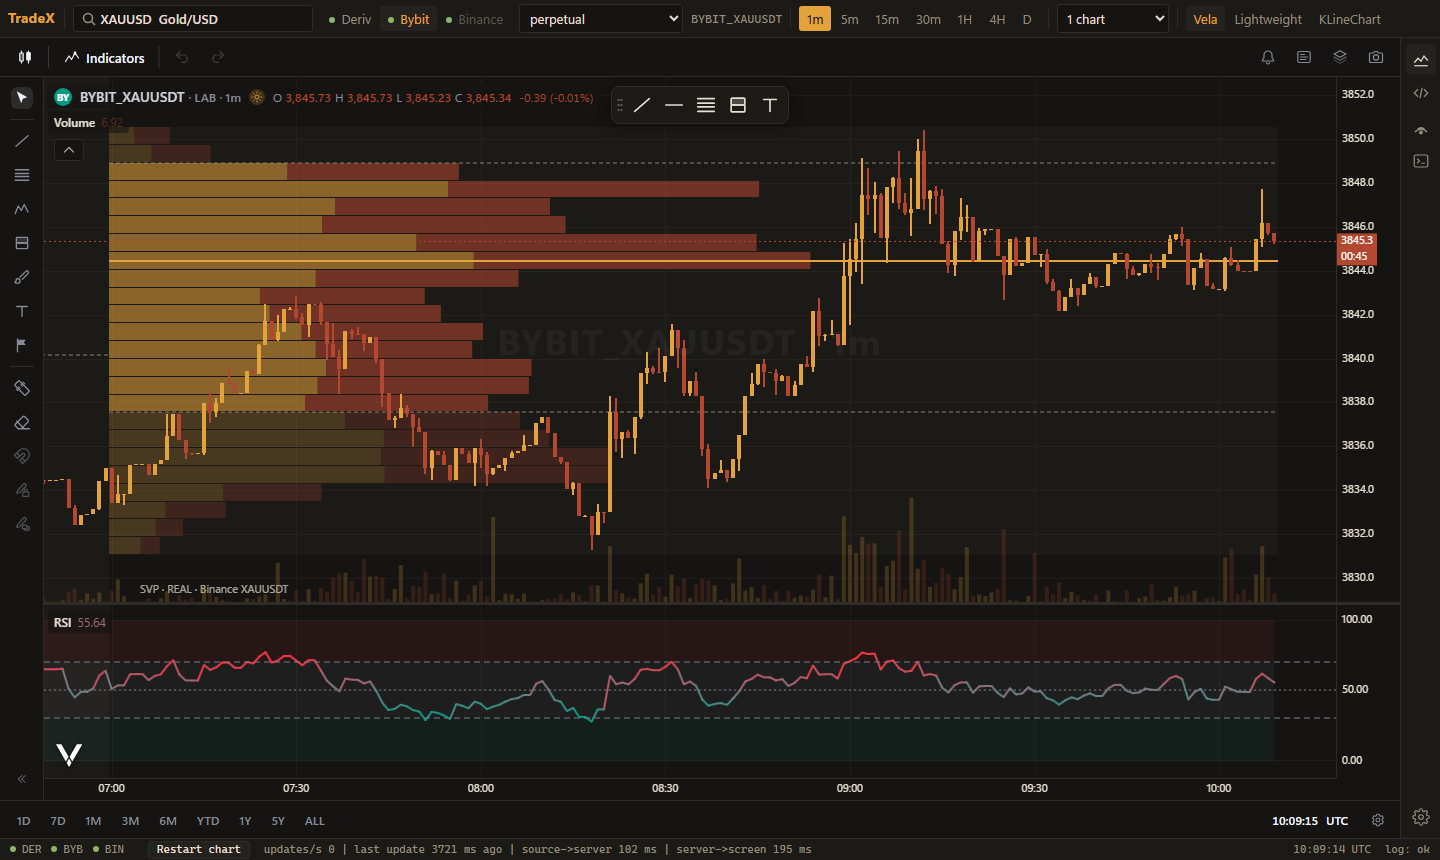 TradeX XAUUSD Gold/USD Deriv Bybit Binance perpetual BYBIT_XAUUSDT 1m 5m 15m 30m 1H 4H D 1 chart Vela Lightweight KLineChart
Indicators
BY BYBIT_XAUUSDT · LAB · 1m O 3,845.73 H 3,845.73 L 3,845.23 C 3,845.34 -0.39 (-0.01%)
T
Volume 6.92
3852.0
3850.0
3848.0
3846.0
3845.3
00:45
3844.0
3842.0
BYBIT_XAUUSDT · 1m
3840.0
3838.0
3836.0
3834.0
3832.0
3830.0
SVP · REAL · Binance XAUUSDT
RSI 55.64
100.00
50.00
0.00
07:00 07:30 08:00 08:30 09:00 09:30 10:00
1D 7D 1M 3M 6M YTD 1Y 5Y ALL 10:09:15 UTC
DER BYB BIN Restart chart updates/s 0 | last update 3721 ms ago | source->server 102 ms | server->screen 195 ms 10:09:14 UTC log: ok